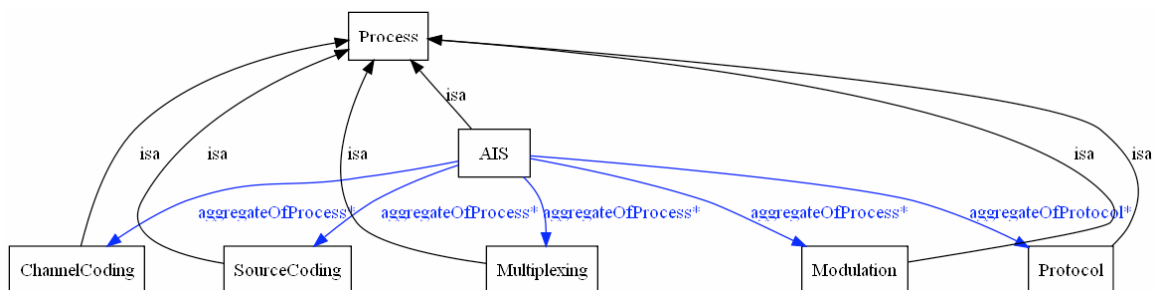 Process
isa
AIS
isa
isa
isa
isa
isa
aggregateOfProcess*
aggregateOfProcess*
aggregateOfProcess*
aggregateOfProcess*
aggregateOfProtocol*
ChannelCoding
SourceCoding
Multiplexing
Modulation
Protocol